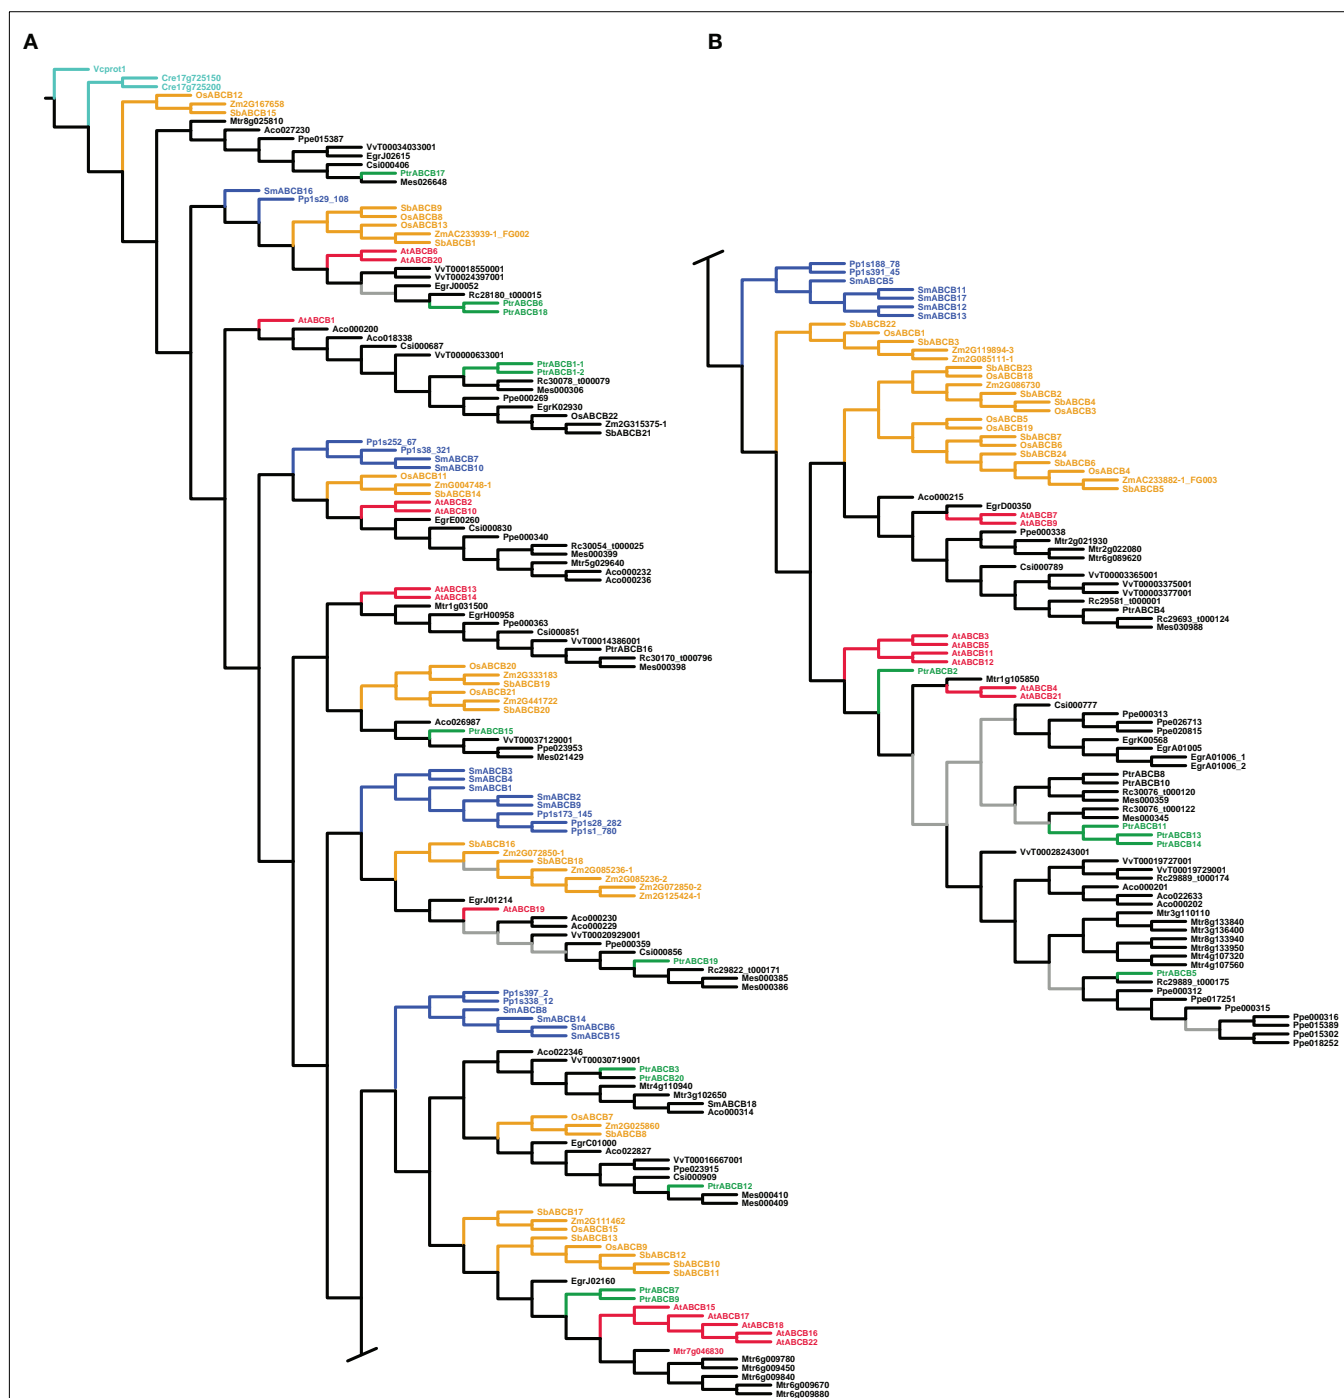 A
Vcprot1
Cre17g725150
Cre17g725200
OsABCB12
Zm2G167658
SbABCB15
Mtr8g025810
Aco027230
Ppe015387
VvT00034033001
EgrJ02615
Csi000406
PtrABCB17
Mes026648
SmABCB16
Pp1s29_108
SbABCB9
OsABCB8
OsABCB13
ZmAC233939-1_FG002
SbABCB1
AtABCB6
AtABCB20
VvT00018550001
VvT00024397001
EgrJ00052
Rc28180_t000015
PtrABCB6
PtrABCB18
AtABCB1
Aco000200
Aco018338
Csi000687
VvT00000633001
PtrABCB1-1
PtrABCB1-2
Rc30078_t000079
Mes000306
Ppe000269
EgrK02930
OsABCB22
Zm2G315375-1
SbABCB21
Pp1s252_67
Pp1s38_321
SmABCB7
SmABCB10
OsABCB11
ZmG004748-1
SbABCB14
AtABCB2
AtABCB10
EgrE00260
Csi000830
Ppe000340
Rc30054_t000025
Mes000399
Mtr5g029640
Aco000232
Aco000236
AtABCB13
AtABCB14
Mtr1g031500
EgrH00958
Ppe000363
Csi000851
VvT00014386001
PtrABCB16
Rc30170_t000796
Mes000398
OsABCB20
Zm2G333183
SbABCB19
OsABCB21
Zm2G441722
SbABCB20
Aco026987
PtrABCB15
VvT00037129001
Ppe023953
Mes021429
SmABCB3
SmABCB4
SmABCB1
SmABCB2
SmABCB9
Pp1s173_145
Pp1s28_282
Pp1s1_780
SbABCB16
Zm2G072850-1
SbABCB18
Zm2G085236-1
Zm2G085236-2
Zm2G072850-2
Zm2G125424-1
EgrJ01214
AtABCB19
Aco000230
Aco000229
VvT00020929001
Ppe000359
Csi000856
PtrABCB19
Rc29822_t000171
Mes000385
Mes000386
Pp1s397_2
Pp1s338_12
SmABCB8
SmABCB14
SmABCB6
SmABCB15
Aco022346
VvT00030719001
PtrABCB3
PtrABCB20
Mtr4g110940
Mtr3g102650
SmABCB18
Aco000314
OsABCB7
Zm2G025860
SbABCB8
EgrC01000
Aco022827
VvT00016667001
Ppe023915
Csi000909
PtrABCB12
Mes000410
Mes000409
SbABCB17
Zm2G111462
OsABCB15
SbABCB13
OsABCB9
SbABCB12
SbABCB10
SbABCB11
EgrJ02160
PtrABCB7
PtrABCB9
AtABCB15
AtABCB17
AtABCB18
AtABCB16
AtABCB22
Mtr7g046830
Mtr6g009780
Mtr6g009450
Mtr6g009840
Mtr6g009670
Mtr6g009880
B
Pp1s188_78
Pp1s391_45
SmABCB5
SmABCB11
SmABCB17
SmABCB12
SmABCB13
SbABCB22
OsABCB1
SbABCB3
Zm2G119894-3
Zm2G085111-1
SbABCB23
OsABCB18
Zm2G086730
SbABCB2
SbABCB4
OsABCB3
OsABCB5
OsABCB19
SbABCB7
OsABCB6
SbABCB24
SbABCB6
OsABCB4
ZmAC233882-1_FG003
SbABCB5
Aco000215
EgrD00350
AtABCB7
AtABCB9
Ppe000338
Mtr2g021930
Mtr2g022080
Mtr6g089620
Csi000789
VvT00003365001
VvT00003375001
VvT00003377001
Rc29581_t000001
PtrABCB4
Rc29693_t000124
Mes030988
AtABCB3
AtABCB5
AtABCB11
AtABCB12
PtrABCB2
Mtr1g105850
AtABCB4
AtABCB21
Csi000777
Ppe000313
Ppe026713
Ppe020815
EgrK00568
EgrA01005
EgrA01006_1
EgrA01006_2
PtrABCB8
PtrABCB10
Rc30076_t000120
Mes000359
Rc30076_t000122
Mes000345
PtrABCB11
PtrABCB13
PtrABCB14
VvT00028243001
VvT00019727001
VvT00019729001
Rc29889_t000174
Aco000201
Aco022633
Aco000202
Mtr3g110110
Mtr8g133840
Mtr3g136400
Mtr8g133940
Mtr8g133950
Mtr4g107320
Mtr4g107560
PtrABCB5
Rc29889_t000175
Ppe000312
Ppe017251
Ppe000315
Ppe000316
Ppe015389
Ppe015302
Ppe018252